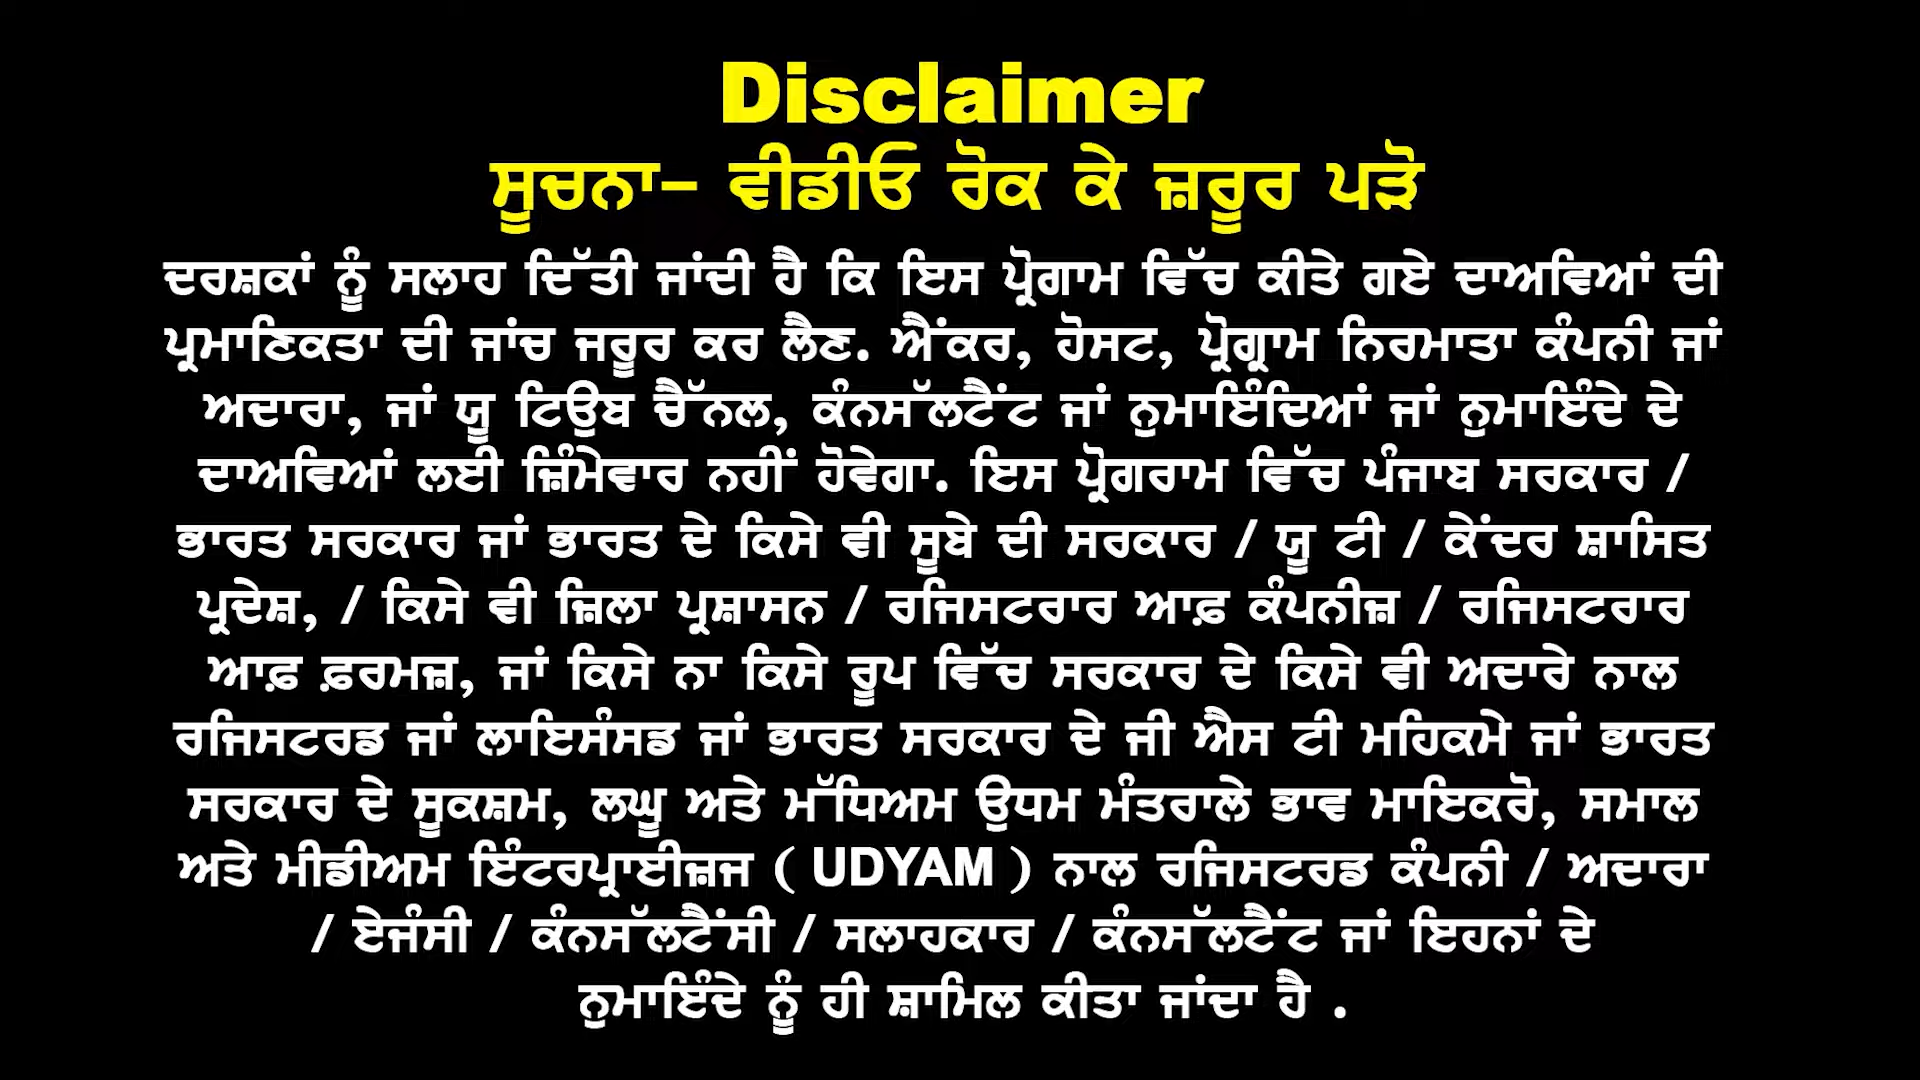 Disclaimer
ਸੂਚਨਾ- ਵੀਡੀਓ ਰੋਕ ਕੇ ਜ਼ਰੂਰ ਪੜੋ
ਦਰਸ਼ਕਾਂ ਨੂੰ ਸਲਾਹ ਦਿੱਤੀ ਜਾਂਦੀ ਹੈ ਕਿ ਇਸ ਪ੍ਰੋਗਾਮ ਵਿੱਚ ਕੀਤੇ ਗਏ ਦਾਅਵਿਆਂ ਦੀ
ਪ੍ਰਮਾਣਿਕਤਾ ਦੀ ਜਾਂਚ ਜਰੂਰ ਕਰ ਲੈਣ. ਐਂਕਰ, ਹੋਸਟ, ਪ੍ਰੋਗ੍ਰਾਮ ਨਿਰਮਾਤਾ ਕੰਪਨੀ ਜਾਂ
ਅਦਾਰਾ, ਜਾਂ ਯੂ ਟਿਉਬ ਚੈੱਨਲ, ਕੰਨਸੱਲਟੈਂਟ ਜਾਂ ਨੁਮਾਇੰਦਿਆਂ ਜਾਂ ਨੁਮਾਇੰਦੇ ਦੇ
ਦਾਅਵਿਆਂ ਲਈ ਜ਼ਿੰਮੇਵਾਰ ਨਹੀਂ ਹੋਵੇਗਾ. ਇਸ ਪ੍ਰੋਗਰਾਮ ਵਿੱਚ ਪੰਜਾਬ ਸਰਕਾਰ /
ਭਾਰਤ ਸਰਕਾਰ ਜਾਂ ਭਾਰਤ ਦੇ ਕਿਸੇ ਵੀ ਸੂਬੇ ਦੀ ਸਰਕਾਰ / ਯੂ ਟੀ / ਕੇਂਦਰ ਸ਼ਾਸਿਤ
ਪ੍ਰਦੇਸ਼, / ਕਿਸੇ ਵੀ ਜ਼ਿਲਾ ਪ੍ਰਸ਼ਾਸਨ / ਰਜਿਸਟਰਾਰ ਆਫ਼ ਕੰਪਨੀਜ਼ / ਰਜਿਸਟਰਾਰ
ਆਫ਼ ਫ਼ਰਮਜ਼, ਜਾਂ ਕਿਸੇ ਨਾ ਕਿਸੇ ਰੂਪ ਵਿੱਚ ਸਰਕਾਰ ਦੇ ਕਿਸੇ ਵੀ ਅਦਾਰੇ ਨਾਲ
ਰਜਿਸਟਰਡ ਜਾਂ ਲਾਇਸੰਸਡ ਜਾਂ ਭਾਰਤ ਸਰਕਾਰ ਦੇ ਜੀ ਐਸ ਟੀ ਮਹਿਕਮੇ ਜਾਂ ਭਾਰਤ
ਸਰਕਾਰ ਦੇ ਸੂਕਸ਼ਮ, ਲਘੂ ਅਤੇ ਮੱਧਿਅਮ ਉਧਮ ਮੰਤਰਾਲੇ ਭਾਵ ਮਾਇਕਰੋ, ਸਮਾਲ
ਅਤੇ ਮੀਡੀਅਮ ਇੰਟਰਪ੍ਰਾਈਜ਼ਜ ( UDYAM ) ਨਾਲ ਰਜਿਸਟਰਡ ਕੰਪਨੀ / ਅਦਾਰਾ
/ ਏਜੰਸੀ / ਕੰਨਸੱਲਟੈਂਸੀ / ਸਲਾਹਕਾਰ / ਕੰਨਸੱਲਟੈਂਟ ਜਾਂ ਇਹਨਾਂ ਦੇ
ਨੁਮਾਇੰਦੇ ਨੂੰ ਹੀ ਸ਼ਾਮਿਲ ਕੀਤਾ ਜਾਂਦਾ ਹੈ .